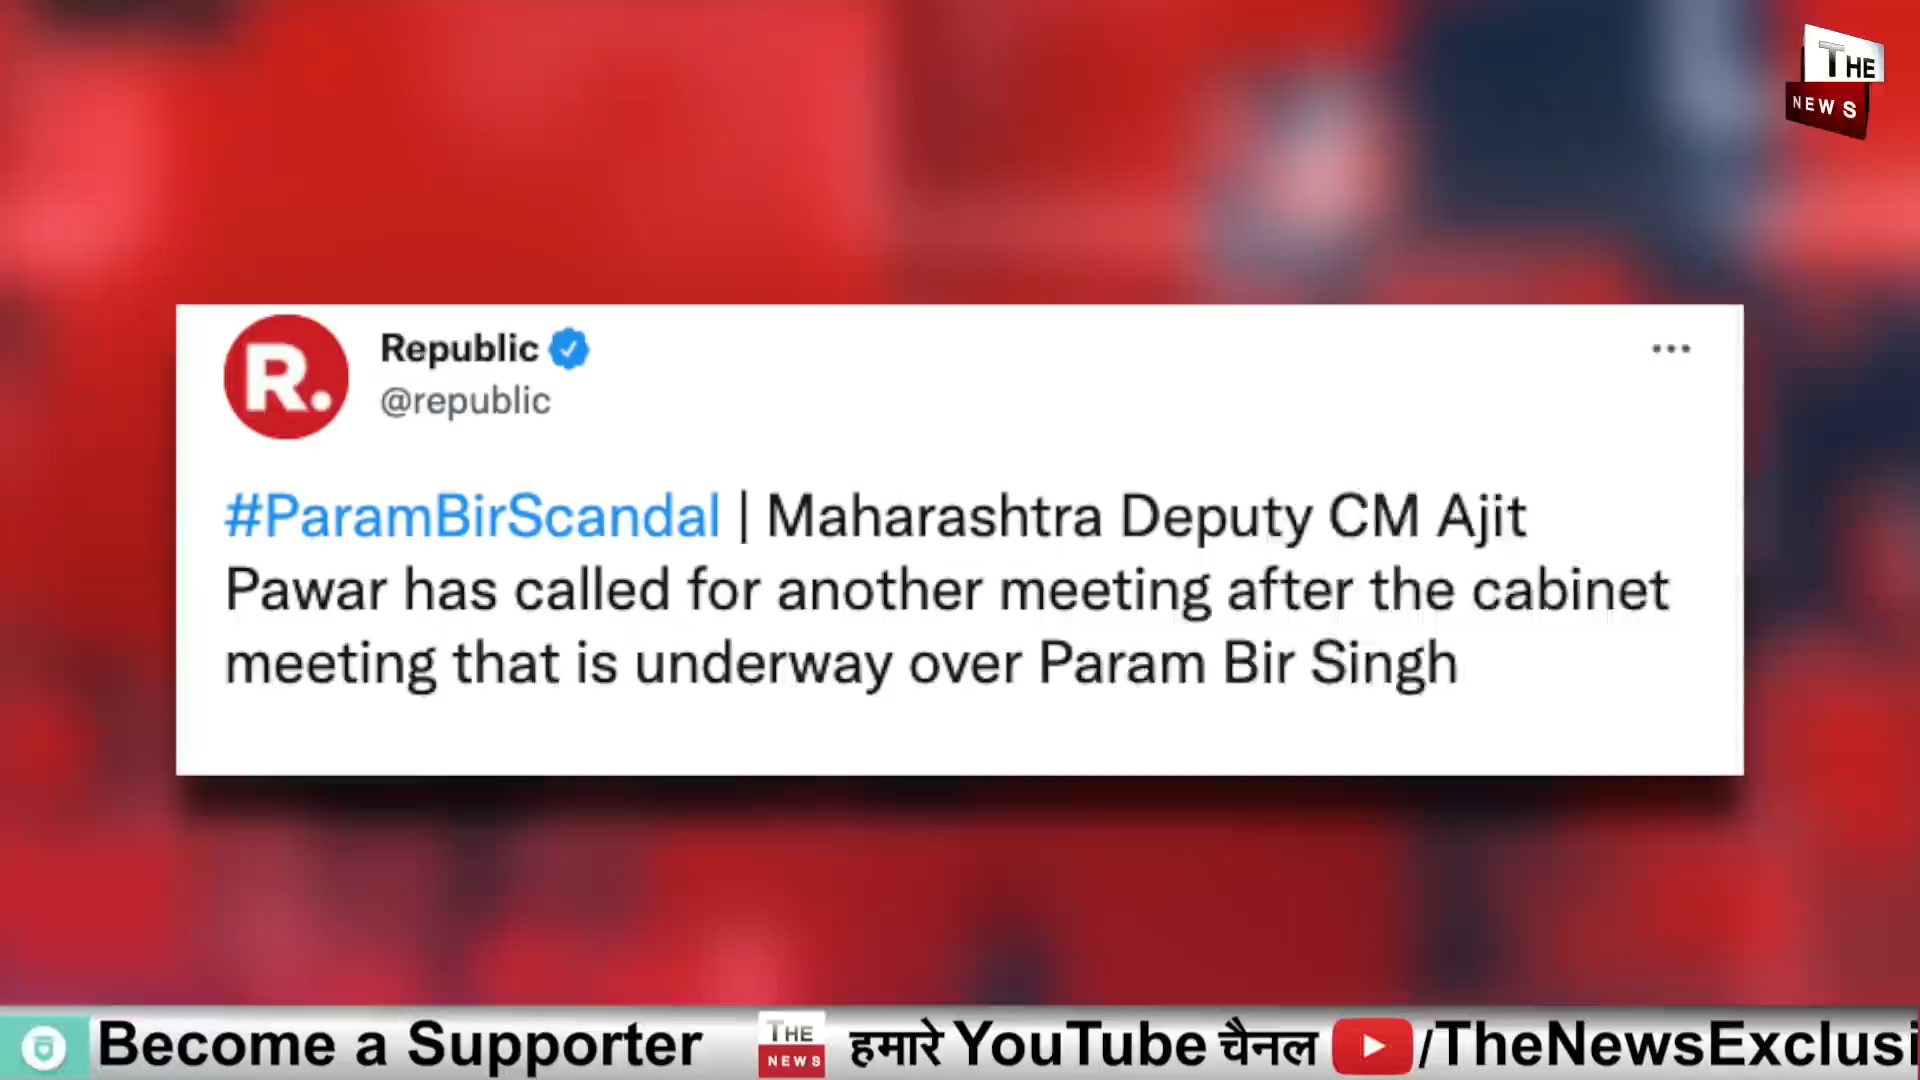 THE
NEWS
R.
Republic
@republic
#ParamBirScandal | Maharashtra Deputy CM Ajit
Pawar has called for another meeting after the cabinet
meeting that is underway over Param Bir Singh
Become a Supporter THE NEWS हमारे YouTube चैनल /TheNewsExclusi